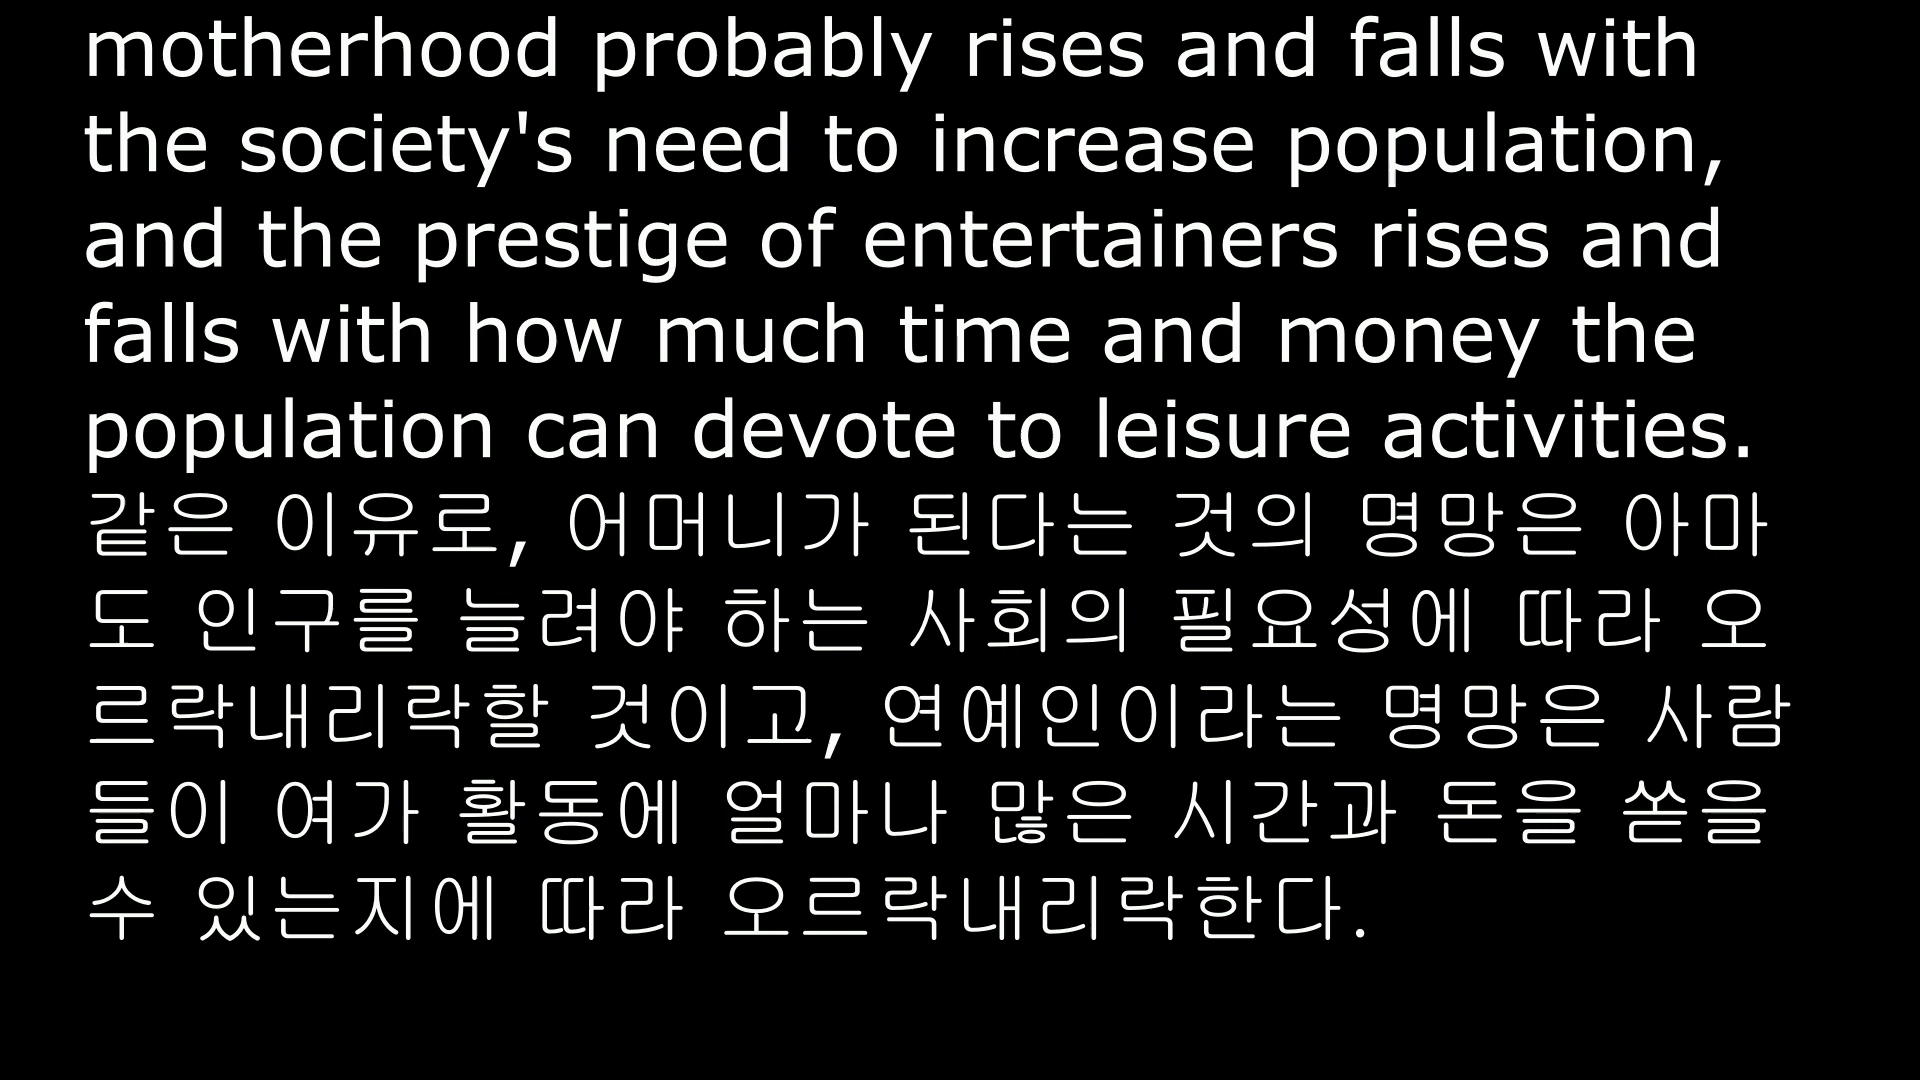 motherhood probably rises and falls with
the society's need to increase population,
and the prestige of entertainers rises and
falls with how much time and money the
population can devote to leisure activities.
같은 이유로, 어머니가 된다는 것의 명망은 아마
도 인구를 늘려야 하는 사회의 필요성에 따라 오
르락내리락할 것이고, 연예인이라는 명망은 사람
들이 여가 활동에 얼마나 많은 시간과 돈을 쏟을
수 있는지에 따라 오르락내리락한다.